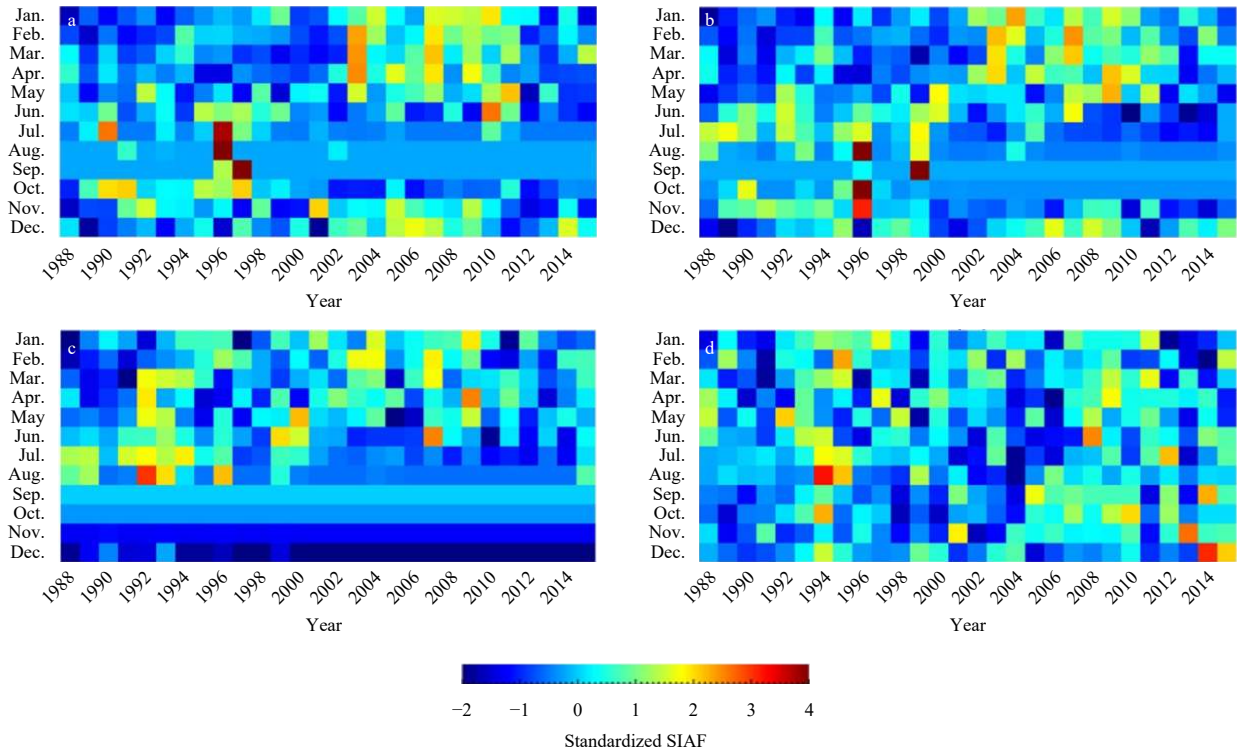 a
Jan.
Feb.
Mar.
Apr.
May
Jun.
Jul.
Aug.
Sep.
Oct.
Nov.
Dec.
1988 1990 1992 1994 1996 1998 2000 2002 2004 2006 2008 2010 2012 2014
Year
b
Jan.
Feb.
Mar.
Apr.
May
Jun.
Jul.
Aug.
Sep.
Oct.
Nov.
Dec.
1988 1990 1992 1994 1996 1998 2000 2002 2004 2006 2008 2010 2012 2014
Year
c
Jan.
Feb.
Mar.
Apr.
May
Jun.
Jul.
Aug.
Sep.
Oct.
Nov.
Dec.
1988 1990 1992 1994 1996 1998 2000 2002 2004 2006 2008 2010 2012 2014
Year
d
Jan.
Feb.
Mar.
Apr.
May
Jun.
Jul.
Aug.
Sep.
Oct.
Nov.
Dec.
1988 1990 1992 1994 1996 1998 2000 2002 2004 2006 2008 2010 2012 2014
Year
−2 −1 0 1 2 3 4
Standardized SIAF